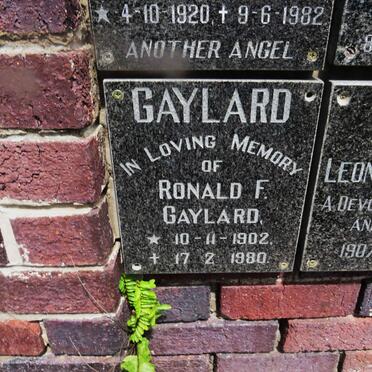 ★ 4-10-1920. + 9-6-1982
ANOTHER ANGEL
GAYLARD
IN LOVING MEMORY
OF
RONALD F.
GAYLARD.
★ 10-11-1902.
+ 17 2 1980.
LEON
A DEVO
AN
190